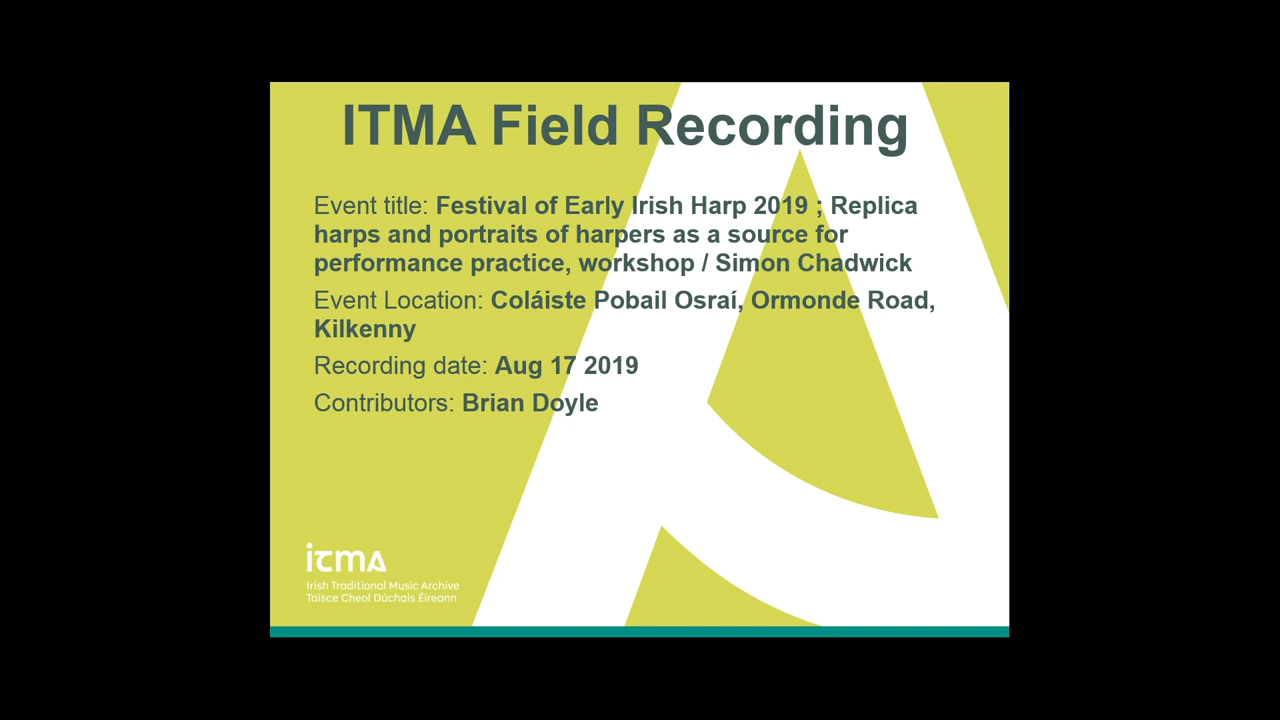 ITMA Field Recording
Event title: Festival of Early Irish Harp 2019 ; Replica
harps and portraits of harpers as a source for
performance practice, workshop / Simon Chadwick
Event Location: Coláiste Pobail Osraí, Ormonde Road,
Kilkenny
Recording date: Aug 17 2019
Contributors: Brian Doyle
itma
Irish Traditional Music Archive
Taisce Cheol Dúchais Éireann